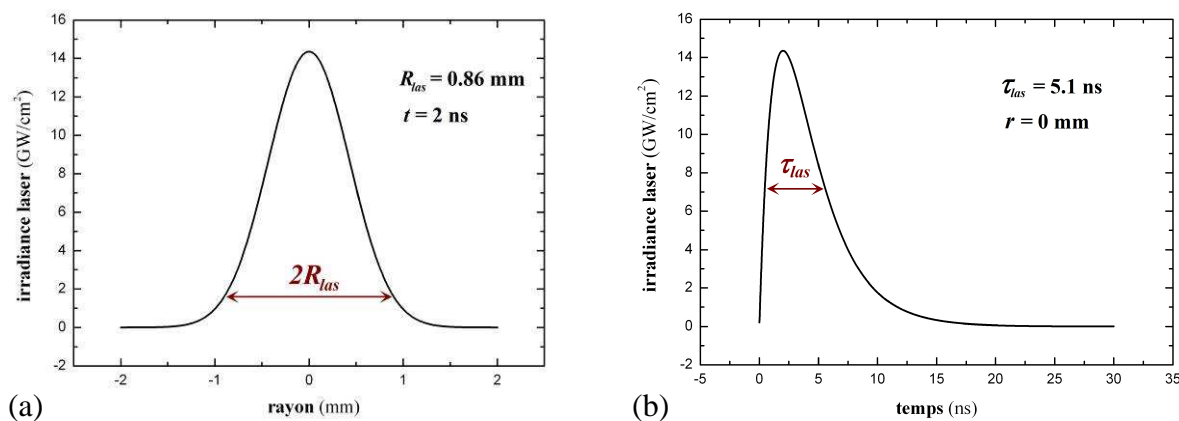 16
14
12
10
8
6
4
2
0
-2
irradiance laser (GW/cm²)
R_las = 0.86 mm
t = 2 ns
2R_las
-2 -1 0 1 2
rayon (mm)
(a)
16
14
12
10
8
6
4
2
0
-2
irradiance laser (GW/cm²)
τ_las = 5.1 ns
r = 0 mm
τ_las
-5 0 5 10 15 20 25 30 35
temps (ns)
(b)